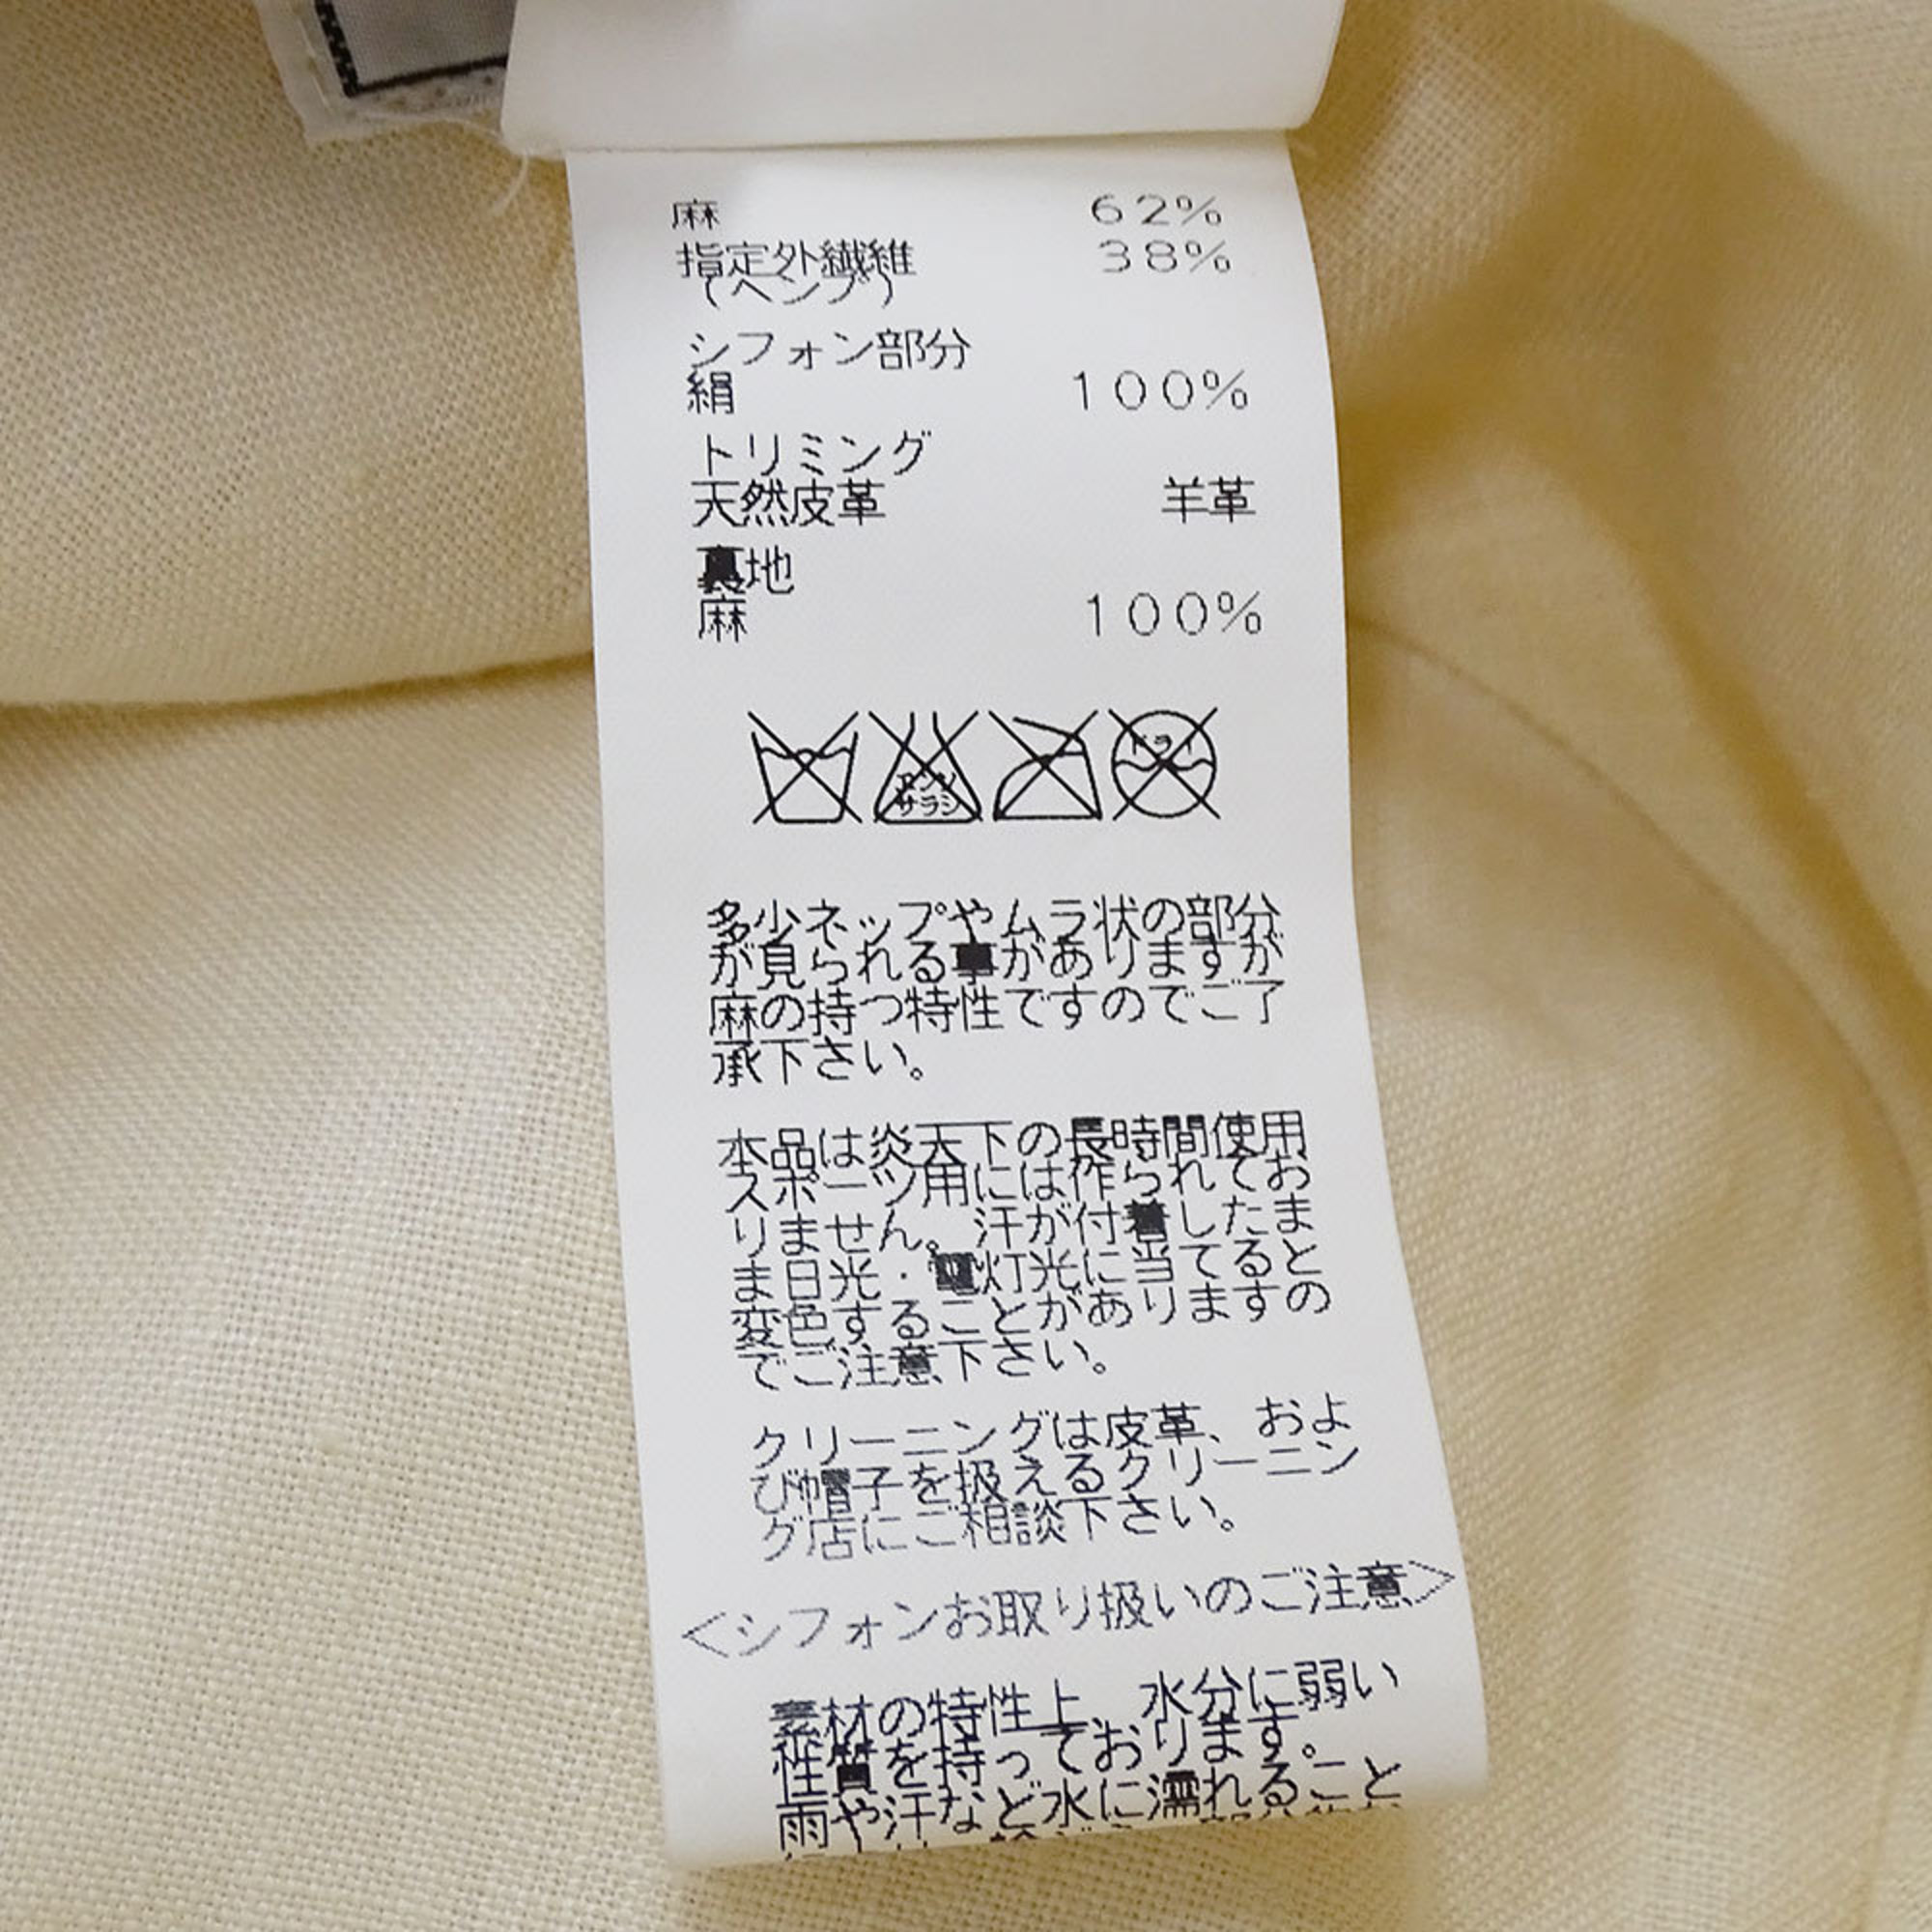 麻 62%
指定外繊維 38%
(ヘンプ)
シフォン部分
絹 100%
トリミング
天然皮革 羊革
裏地
麻 100%
エンソ
サラシ
ドライ
多少ネップやムラ状の部分
が見られる事がありますが
麻の持つ特性ですのでご了
承下さい。
本品は炎天下の長時間使用
スポーツ用には作られてお
りません。汗が付着したま
ま日光・電灯光に当てると
変色することがありますの
でご注意下さい。
クリーニングは皮革、およ
び帽子を扱えるクリーニン
グ店にご相談下さい。
<シフォンお取り扱いのご注意>
素材の特性上、水分に弱い
性質を持っております。
雨や汗など水に濡れること